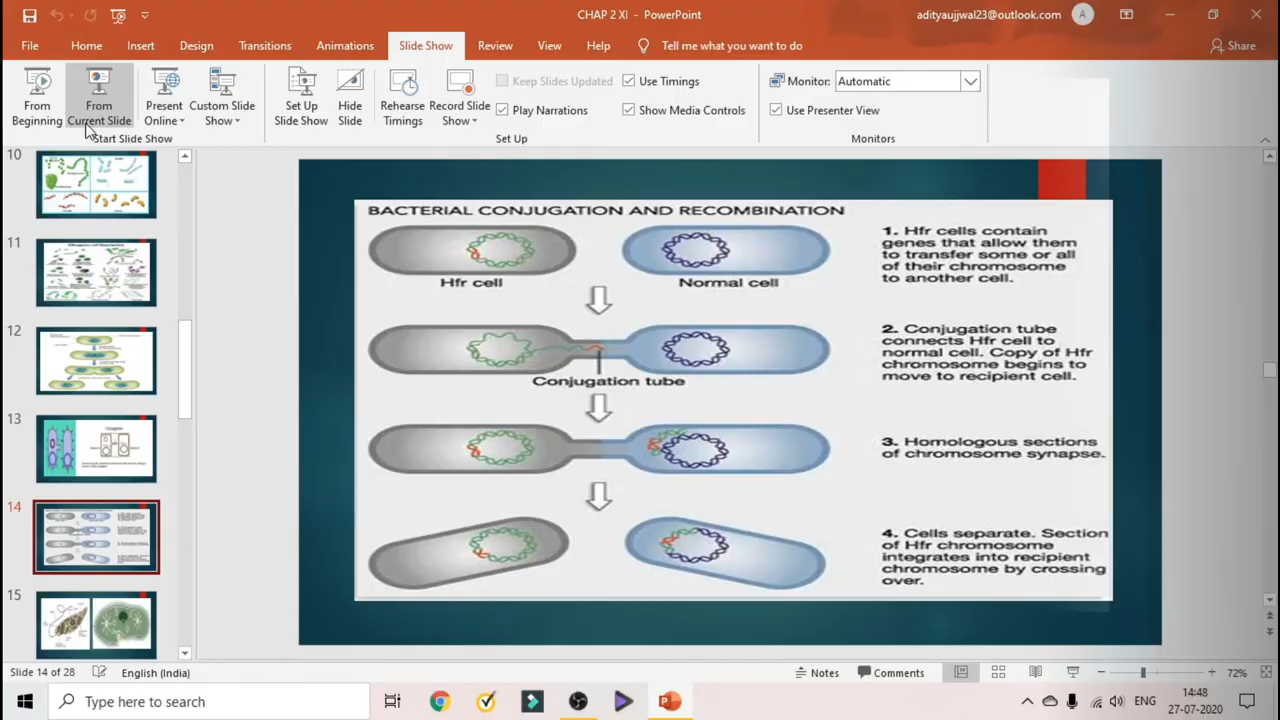 CHAP 2 XI - PowerPoint
adityaujjwal23@outlook.com
A
File Home Insert Design Transitions Animations Slide Show Review View Help Tell me what you want to do
Share
From Beginning
From Current Slide
Present Online
Custom Slide Show
Start Slide Show
Set Up Slide Show
Hide Slide
Rehearse Timings
Record Slide Show
Keep Slides Updated
Use Timings
Play Narrations
Show Media Controls
Set Up
Monitor: Automatic
Use Presenter View
Monitors
10
11
12
13
Conjugation
14
15
BACTERIAL CONJUGATION AND RECOMBINATION
Hfr cell
Normal cell
1. Hfr cells contain
genes that allow them
to transfer some or all
of their chromosome
to another cell.
Conjugation tube
2. Conjugation tube
connects Hfr cell to
normal cell. Copy of Hfr
chromosome begins to
move to recipient cell.
3. Homologous sections
of chromosome synapse.
4. Cells separate. Section
of Hfr chromosome
integrates into recipient
chromosome by crossing
over.
Slide 14 of 28
English (India)
Notes
Comments
72%
Type here to search
ENG
14:48
27-07-2020